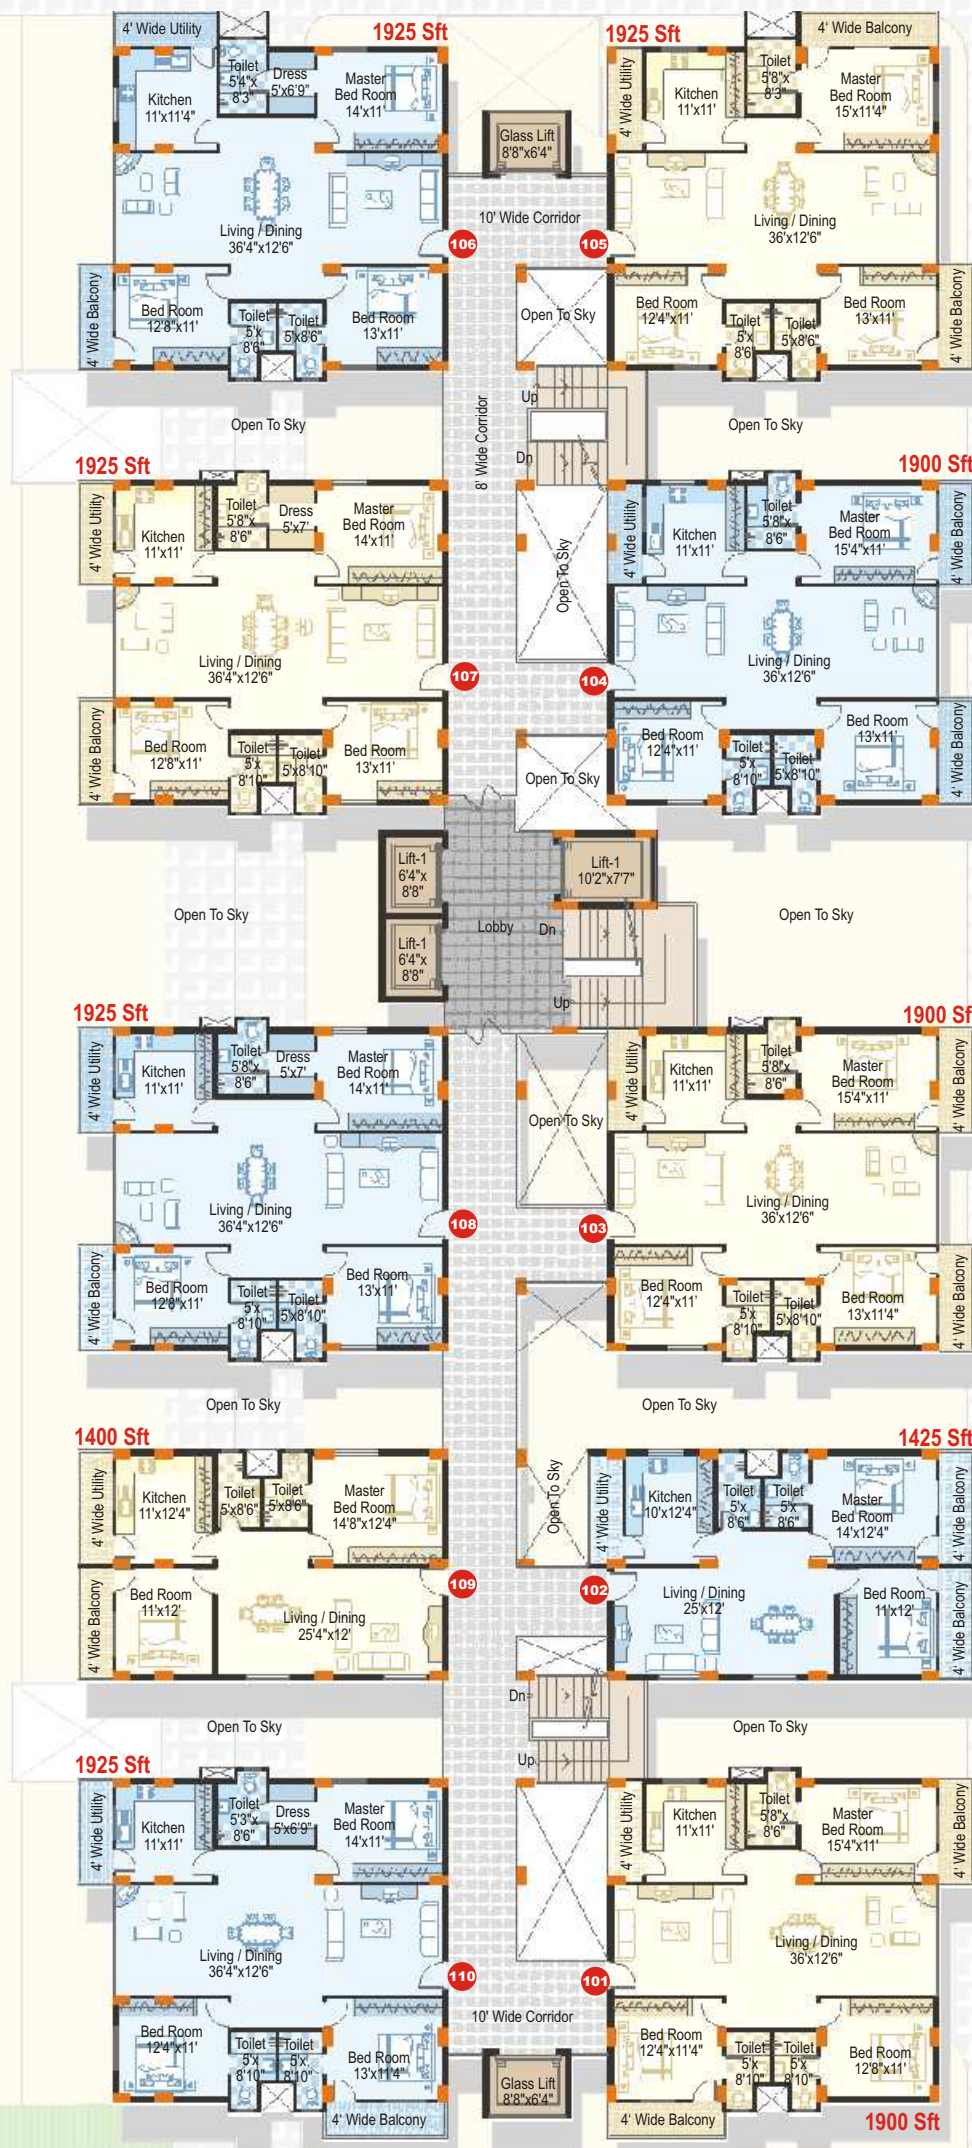 4' Wide Utility
1925 Sft
Toilet
5'4"x
8'3"
Dress
5'x6'9"
Master
Bed Room
14'x11'
Kitchen
11'x11'4"
Living / Dining
36'4"x12'6"
106
4' Wide Balcony
Bed Room
12'8"x11'
Toilet
5'x
8'6"
Toilet
5'x8'6"
Bed Room
13'x11'
Glass Lift
8'8"x6'4"
10' Wide Corridor
1925 Sft
4' Wide Balcony
4' Wide Utility
Kitchen
11'x11'
Toilet
5'8"x
8'3"
Master
Bed Room
15'x11'4"
Living / Dining
36'x12'6"
105
Open To Sky
Bed Room
12'4"x11'
Toilet
5'x
8'6"
Toilet
5'x8'6"
Bed Room
13'x11'
4' Wide Balcony
Open To Sky
8' Wide Corridor
Up
Dn
Open To Sky
1925 Sft
4' Wide Utility
Kitchen
11'x11'
Toilet
5'8"x
8'6"
Dress
5'x7'
Master
Bed Room
14'x11'
Living / Dining
36'4"x12'6"
107
4' Wide Balcony
Bed Room
12'8"x11'
Toilet
5'x
8'10"
Toilet
5'x8'10"
Bed Room
13'x11'
Open To Sky
1900 Sft
4' Wide Utility
Kitchen
11'x11'
Toilet
5'8"x
8'6"
Master
Bed Room
15'4"x11'
4' Wide Balcony
Living / Dining
36'x12'6"
104
Open To Sky
Bed Room
12'4"x11'
Toilet
5'x
8'10"
Toilet
5'x8'10"
Bed Room
13'x11'
4' Wide Balcony
Open To Sky
Lift-1
6'4"x
8'8"
Lift-1
6'4"x
8'8"
Lobby
Lift-1
10'2"x7'7"
Dn
Up
Open To Sky
1925 Sft
4' Wide Utility
Kitchen
11'x11'
Toilet
5'8"x
8'6"
Dress
5'x7'
Master
Bed Room
14'x11'
Living / Dining
36'4"x12'6"
108
4' Wide Balcony
Bed Room
12'8"x11'
Toilet
5'x
8'10"
Toilet
5'x8'10"
Bed Room
13'x11'
Open To Sky
1900 Sft
4' Wide Utility
Kitchen
11'x11'
Toilet
5'8"x
8'6"
Master
Bed Room
15'4"x11'
4' Wide Balcony
Living / Dining
36'x12'6"
103
Bed Room
12'4"x11'
Toilet
5'x
8'10"
Toilet
5'x8'10"
Bed Room
13'x11'4"
4' Wide Balcony
Open To Sky
Open To Sky
1400 Sft
4' Wide Utility
Kitchen
11'x12'4"
Toilet
5'x8'6"
Toilet
5'x8'6"
Master
Bed Room
14'8"x12'4"
109
4' Wide Balcony
Bed Room
11'x12'
Living / Dining
25'4"x12'
Open To Sky
1425 Sft
4' Wide Utility
Kitchen
10'x12'4"
Toilet
5'x
8'6"
Toilet
5'x
8'6"
Master
Bed Room
14'x12'4"
4' Wide Balcony
102
Living / Dining
25'x12'
Bed Room
11'x12'
4' Wide Balcony
Open To Sky
Dn
Up
Open To Sky
1925 Sft
4' Wide Utility
Kitchen
11'x11'
Toilet
5'3"x
8'6"
Dress
5'x6'9"
Master
Bed Room
14'x11'
Living / Dining
36'4"x12'6"
110
Bed Room
12'4"x11'
Toilet
5'x
8'10"
Toilet
5'x
8'10"
Bed Room
13'x11'4"
4' Wide Balcony
10' Wide Corridor
Glass Lift
8'8"x6'4"
4' Wide Utility
Kitchen
11'x11'
Toilet
5'8"x
8'6"
Master
Bed Room
15'4"x11'
4' Wide Balcony
Living / Dining
36'x12'6"
101
Bed Room
12'4"x11'4"
Toilet
5'x
8'10"
Toilet
5'x
8'10"
Bed Room
12'8"x11'
4' Wide Balcony
1900 Sft